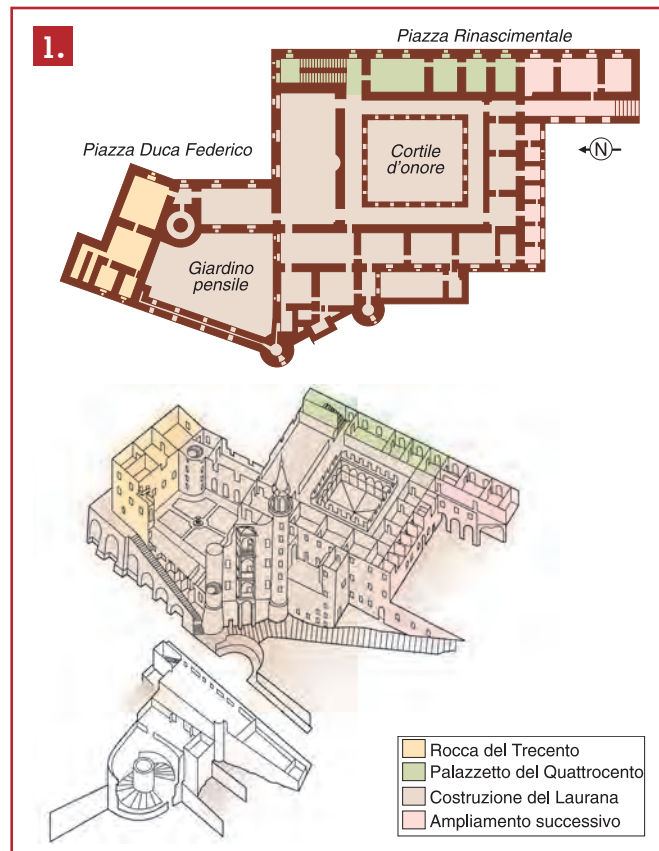 1.
Piazza Rinascimentale
Piazza Duca Federico
Cortile
d'onore
N
Giardino
pensile
Rocca del Trecento
Palazzetto del Quattrocento
Costruzione del Laurana
Ampliamento successivo